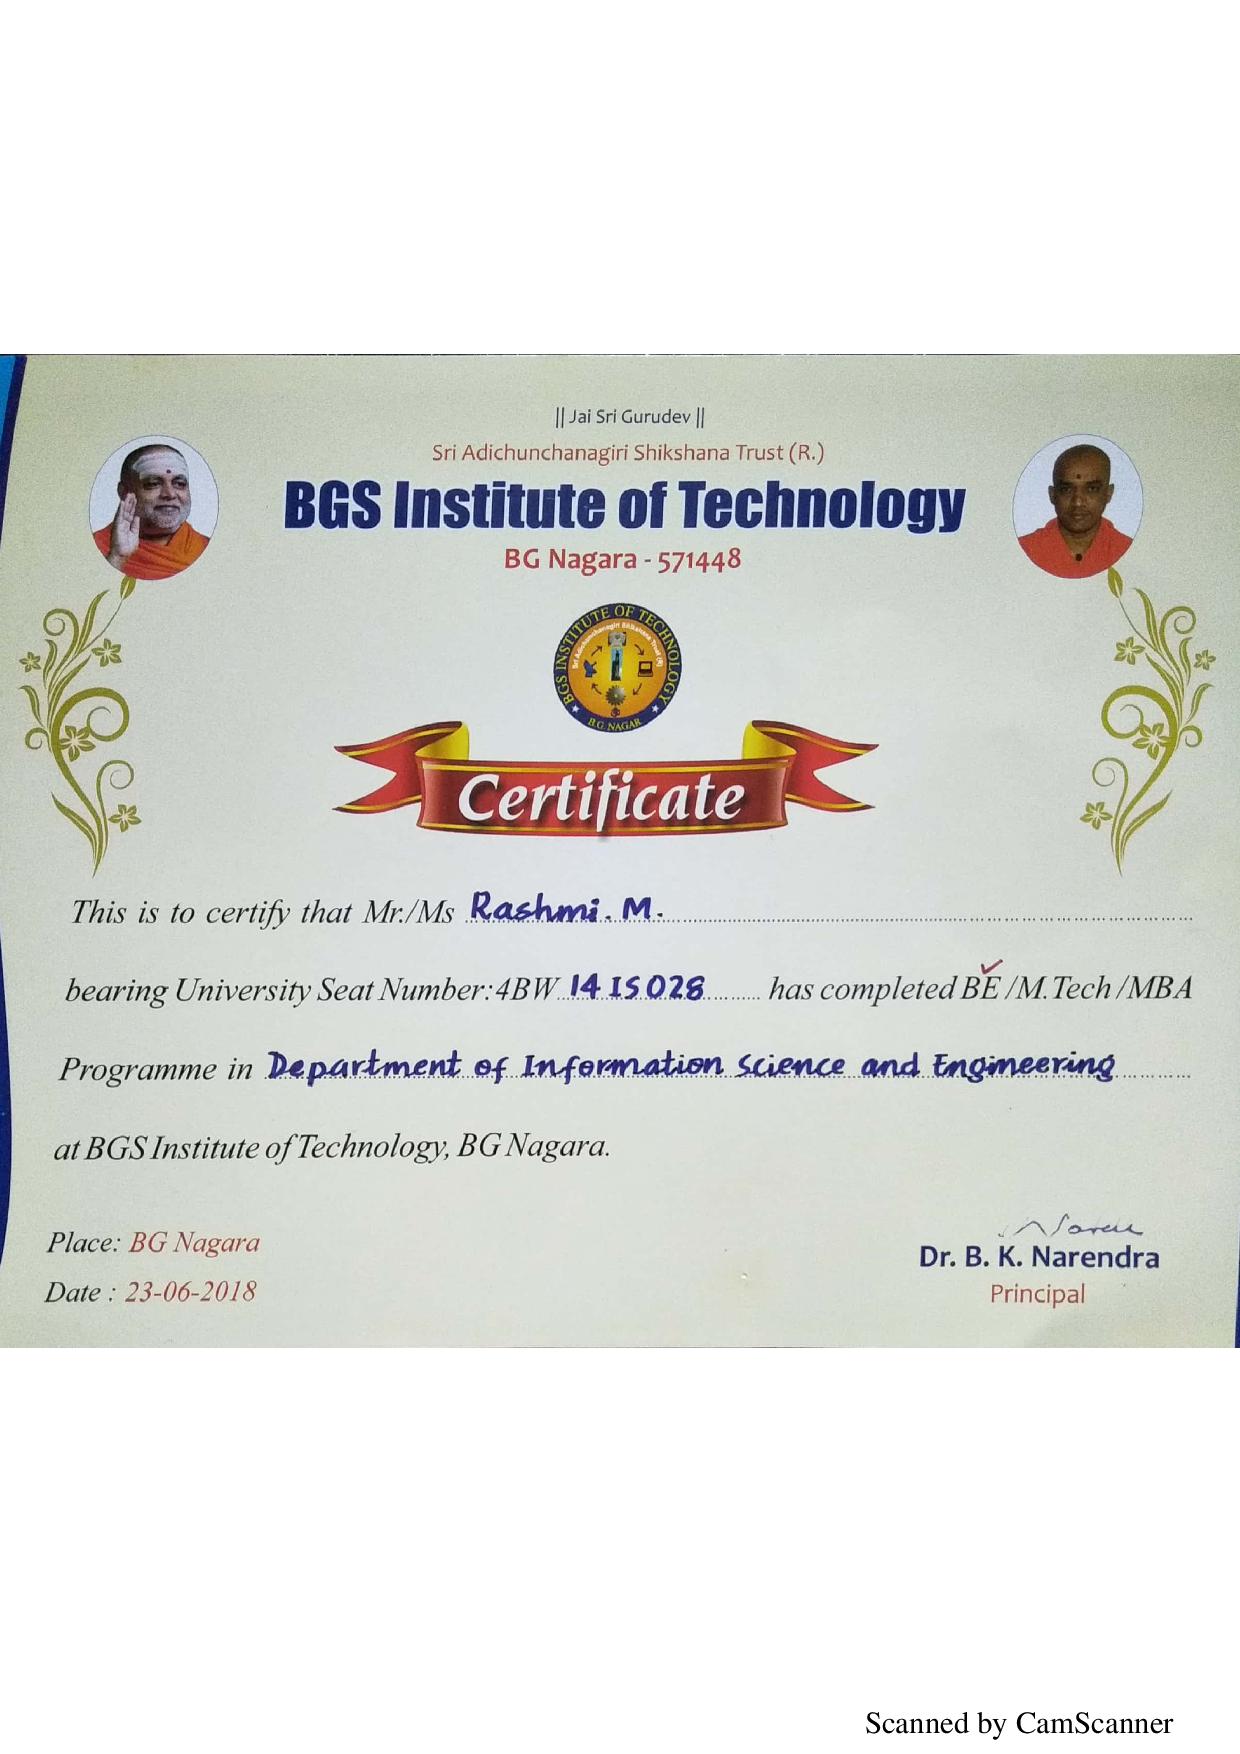 || Jai Sri Gurudev ||
Sri Adichunchanagiri Shikshana Trust (R.)
BGS Institute of Technology
BG Nagara - 571448
BGS INSTITUTE OF TECHNOLOGY
Sri Adichunchanagiri Shikshana Trust (R)
B.G. NAGAR
Certificate
This is to certify that Mr./Ms Rashmi. M.
bearing University Seat Number:4BW 14 IS 028 has completed BE/M.Tech/MBA
Programme in Department of Information Science and Engineering
at BGS Institute of Technology, BG Nagara.
Place: BG Nagara
Date : 23-06-2018
Dr. B. K. Narendra
Principal
Scanned by CamScanner